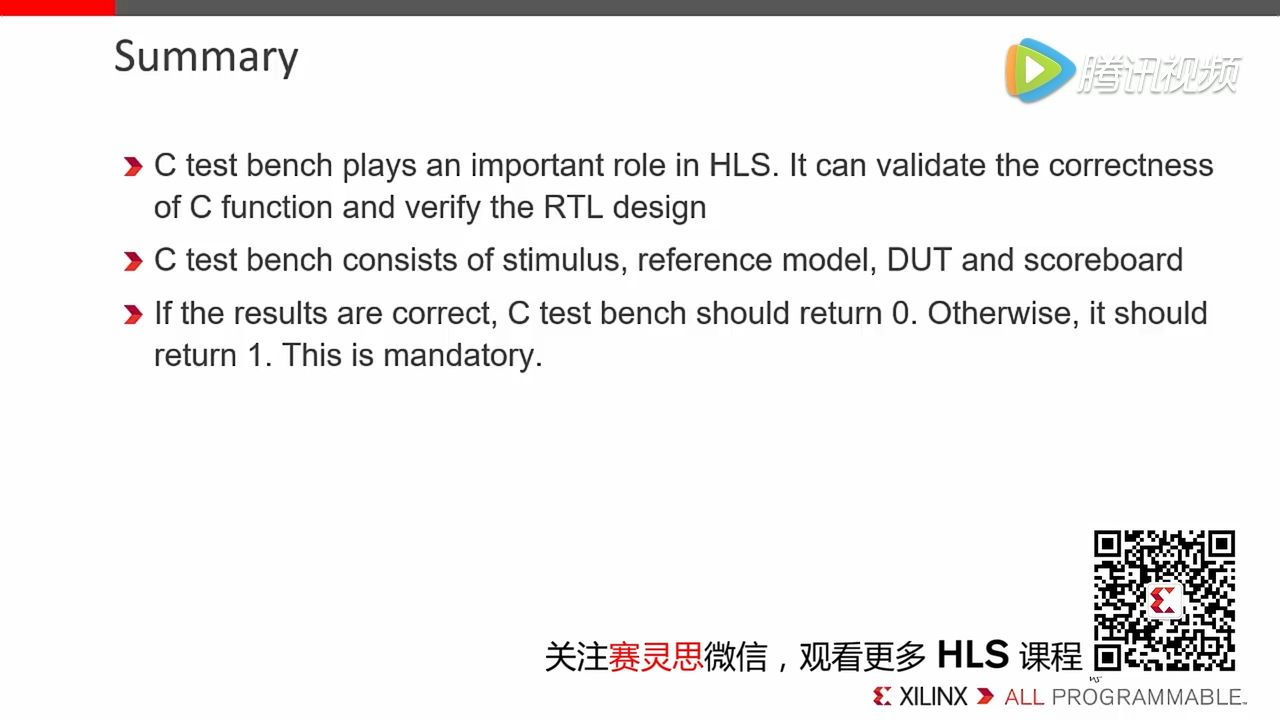 Summary
腾讯视频
C test bench plays an important role in HLS. It can validate the correctness
of C function and verify the RTL design
C test bench consists of stimulus, reference model, DUT and scoreboard
If the results are correct, C test bench should return 0. Otherwise, it should
return 1. This is mandatory.
关注赛灵思微信，观看更多 HLS 课程
XILINX ALL PROGRAMMABLE™